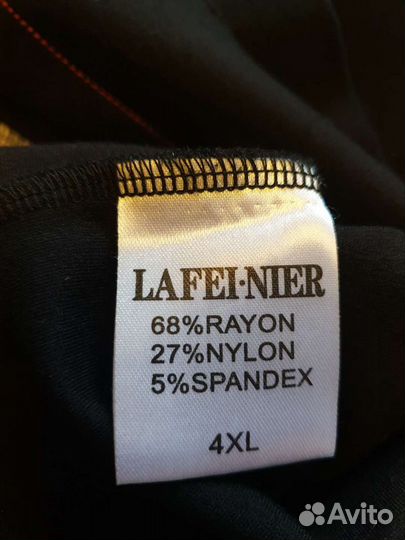 LAFEI·NIER
68%RAYON
27%NYLON
5%SPANDEX
4XL
Avito